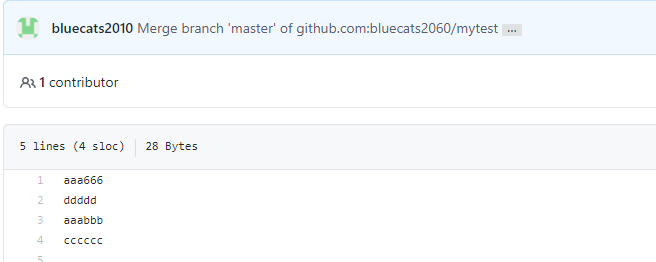 bluecats2010 Merge branch 'master' of github.com:bluecats2060/mytest ...
1 contributor
5 lines (4 sloc) 28 Bytes
1 aaa666
2 ddddd
3 aaabbb
4 cccccc
5